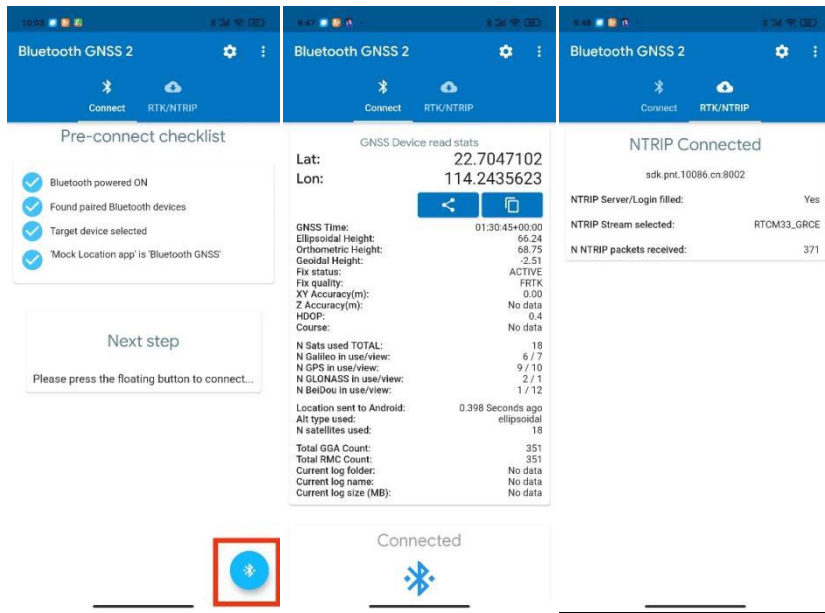 10:03
Bluetooth GNSS 2
Connect RTK/NTRIP
Pre-connect checklist
Bluetooth powered ON
Found paired Bluetooth devices
Target device selected
'Mock Location app' is 'Bluetooth GNSS'
Next step
Please press the floating button to connect...
9:47
Bluetooth GNSS 2
Connect RTK/NTRIP
GNSS Device read stats
Lat: 22.7047102
Lon: 114.2435623
GNSS Time: 01:30:45+00:00
Ellipsoidal Height: 66.24
Orthometric Height: 68.75
Geoidal Height: -2.51
Fix status: ACTIVE
Fix quality: FRTK
XY Accuracy(m): 0.00
Z Accuracy(m): No data
HDOP: 0.4
Course: No data
N Sats used TOTAL: 18
N Galileo in use/view: 6 / 7
N GPS in use/view: 9 / 10
N GLONASS in use/view: 2 / 1
N BeiDou in use/view: 1 / 12
Location sent to Android: 0.398 Seconds ago
Alt type used: ellipsoidal
N satellites used: 18
Total GGA Count: 351
Total RMC Count: 351
Current log folder: No data
Current log name: No data
Current log size (MB): No data
Connected
9:48
Bluetooth GNSS 2
Connect RTK/NTRIP
NTRIP Connected
sdk.pnt.10086.cn:8002
NTRIP Server/Login filled: Yes
NTRIP Stream selected: RTCM33_GRCE
N NTRIP packets received: 371